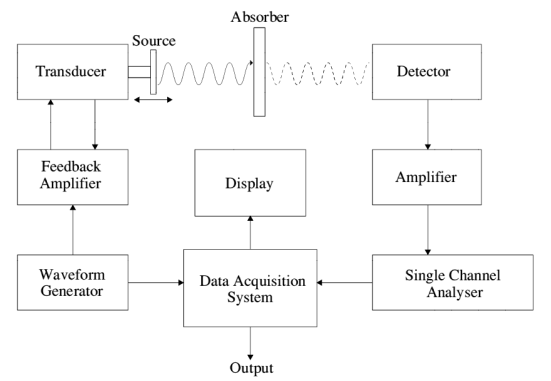 Absorber
Source
Transducer
Detector
Feedback
Amplifier
Display
Amplifier
Waveform
Generator
Data Acquisition
System
Single Channel
Analyser
Output